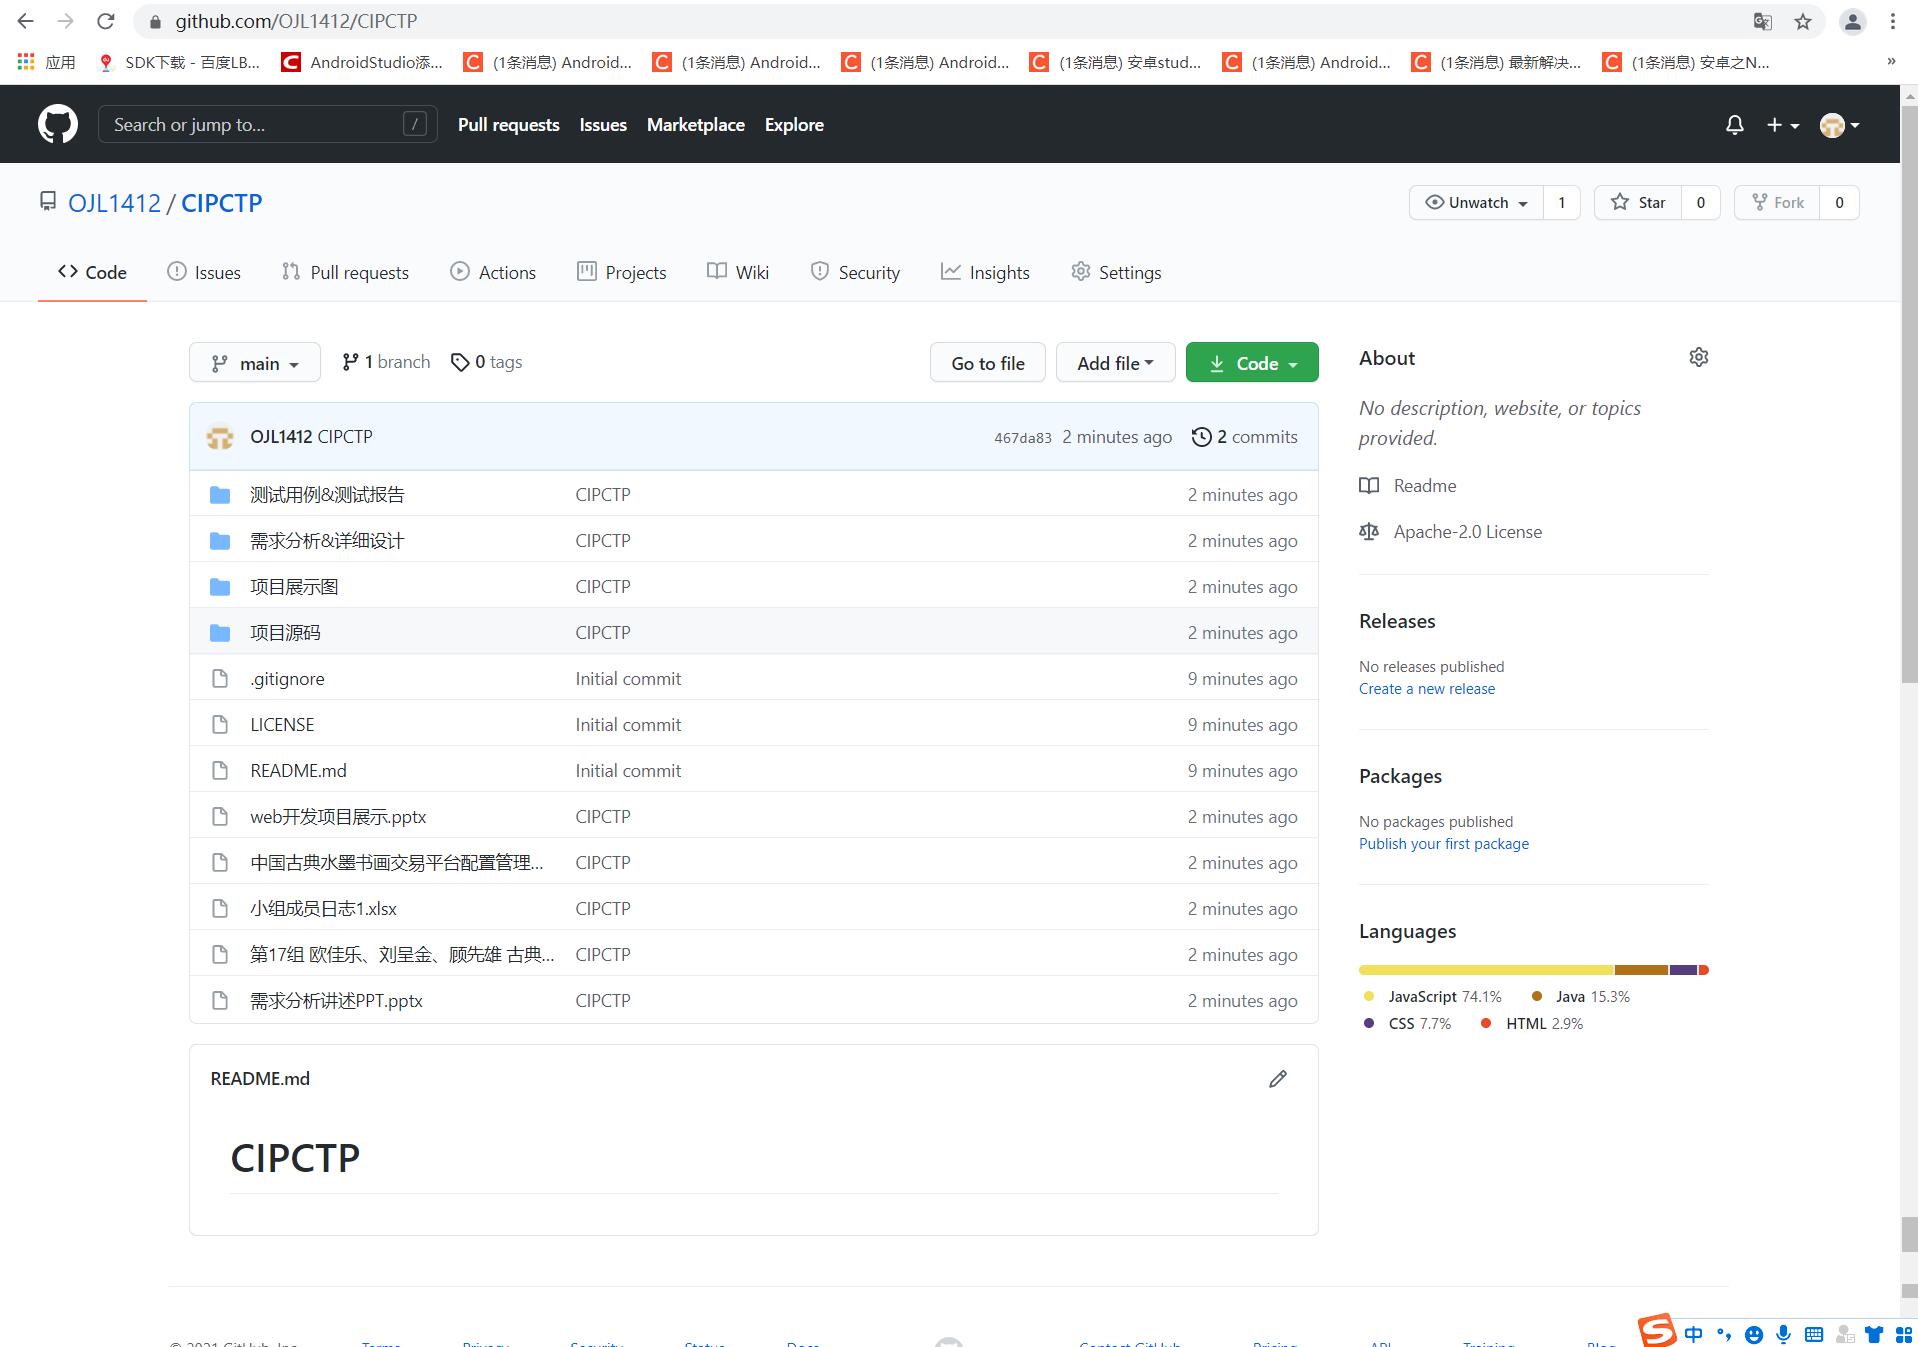 github.com/OJL1412/CIPCTP
应用 SDK下载 - 百度LB... AndroidStudio添... (1条消息) Android... (1条消息) Android... (1条消息) Android... (1条消息) 安卓stud... (1条消息) Android... (1条消息) 最新解决... (1条消息) 安卓之N... »
Search or jump to... / Pull requests Issues Marketplace Explore
OJL1412 / CIPCTP Unwatch 1 Star 0 Fork 0
Code Issues Pull requests Actions Projects Wiki Security Insights Settings
main 1 branch 0 tags Go to file Add file Code
OJL1412 CIPCTP 467da83 2 minutes ago 2 commits
测试用例&测试报告 CIPCTP 2 minutes ago
需求分析&详细设计 CIPCTP 2 minutes ago
项目展示图 CIPCTP 2 minutes ago
项目源码 CIPCTP 2 minutes ago
.gitignore Initial commit 9 minutes ago
LICENSE Initial commit 9 minutes ago
README.md Initial commit 9 minutes ago
web开发项目展示.pptx CIPCTP 2 minutes ago
中国古典水墨书画交易平台配置管理... CIPCTP 2 minutes ago
小组成员日志1.xlsx CIPCTP 2 minutes ago
第17组 欧佳乐、刘呈金、顾先雄 古典... CIPCTP 2 minutes ago
需求分析讲述PPT.pptx CIPCTP 2 minutes ago
README.md
CIPCTP
About
No description, website, or topics
provided.
Readme
Apache-2.0 License
Releases
No releases published
Create a new release
Packages
No packages published
Publish your first package
Languages
JavaScript 74.1% Java 15.3%
CSS 7.7% HTML 2.9%
© 2021 GitHub, Inc. Terms Privacy Security Status Docs Contact GitHub Pricing API Training Blog
中